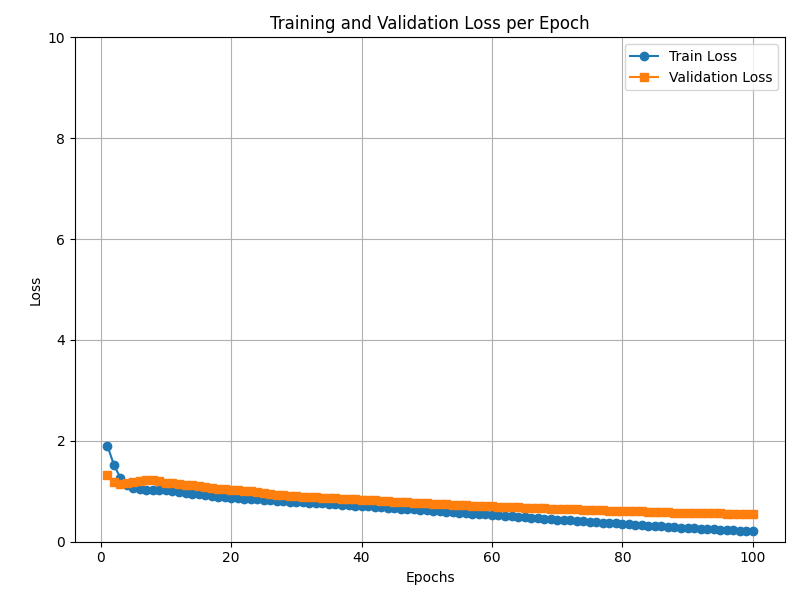 Training and Validation Loss per Epoch
10
8
6
4
2
0
Loss
Train Loss
Validation Loss
0 20 40 60 80 100
Epochs